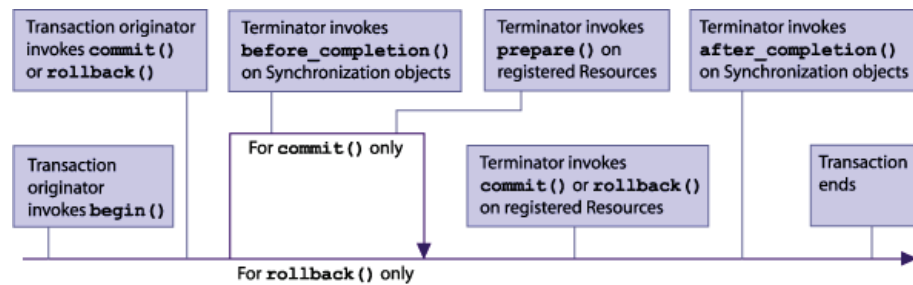 Transaction originator
invokes commit()
or rollback()
Terminator invokes
before_completion()
on Synchronization objects
Terminator invokes
prepare() on
registered Resources
Terminator invokes
after_completion()
on Synchronization objects
For commit() only
Transaction
originator
invokes begin()
Terminator invokes
commit() or rollback()
on registered Resources
Transaction
ends
For rollback() only